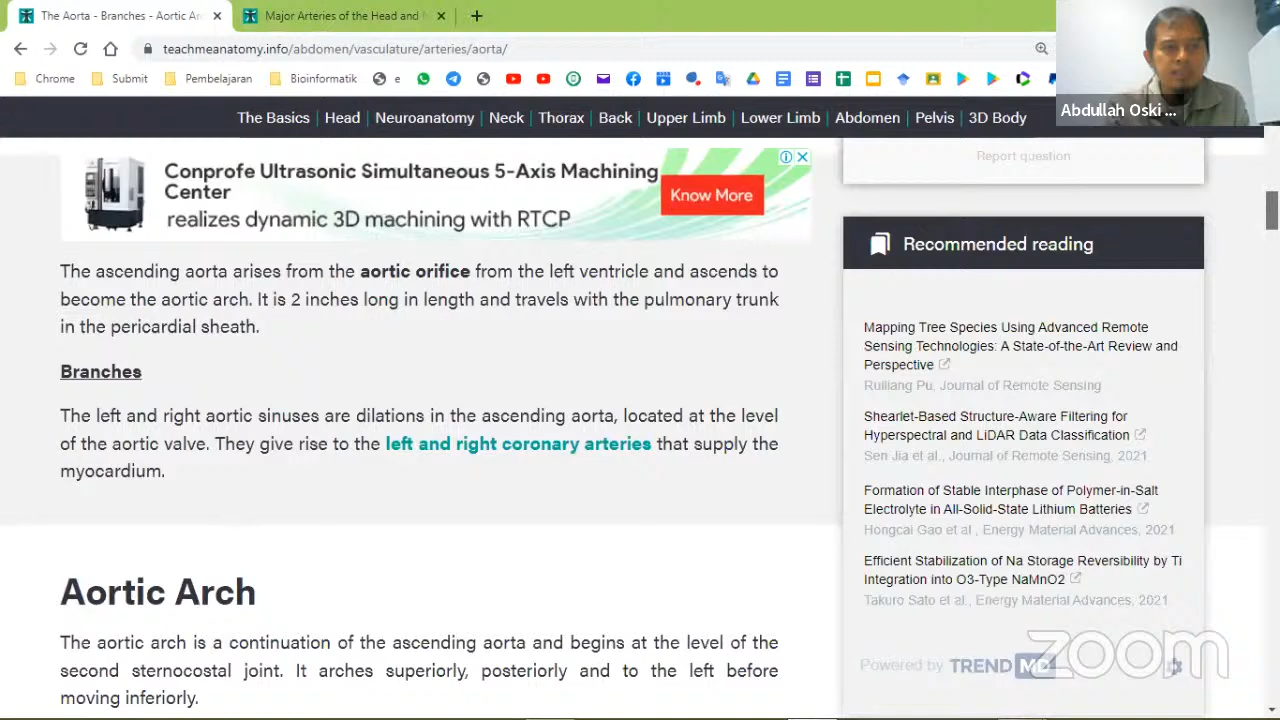 The Aorta - Branches - Aortic Ar
Major Arteries of the Head and
teachmeanatomy.info/abdomen/vasculature/arteries/aorta/
Chrome
Submit
Pembelajaran
Bioinformatik
e
Abdullah Oski ...
The Basics | Head | Neuroanatomy | Neck | Thorax | Back | Upper Limb | Lower Limb | Abdomen | Pelvis | 3D Body
Conprofe Ultrasonic Simultaneous 5-Axis Machining
Center
realizes dynamic 3D machining with RTCP
Know More
The ascending aorta arises from the aortic orifice from the left ventricle and ascends to
become the aortic arch. It is 2 inches long in length and travels with the pulmonary trunk
in the pericardial sheath.
Branches
The left and right aortic sinuses are dilations in the ascending aorta, located at the level
of the aortic valve. They give rise to the left and right coronary arteries that supply the
myocardium.
Aortic Arch
The aortic arch is a continuation of the ascending aorta and begins at the level of the
second sternocostal joint. It arches superiorly, posteriorly and to the left before
moving inferiorly.
Report question
Recommended reading
Mapping Tree Species Using Advanced Remote
Sensing Technologies: A State-of-the-Art Review and
Perspective
Ruiliang Pu, Journal of Remote Sensing
Shearlet-Based Structure-Aware Filtering for
Hyperspectral and LiDAR Data Classification
Sen Jia et al., Journal of Remote Sensing, 2021
Formation of Stable Interphase of Polymer-in-Salt
Electrolyte in All-Solid-State Lithium Batteries
Hongcai Gao et al., Energy Material Advances, 2021
Efficient Stabilization of Na Storage Reversibility by Ti
Integration into O3-Type NaMnO2
Takuro Sato et al., Energy Material Advances, 2021
Powered by TREND MD
zoom